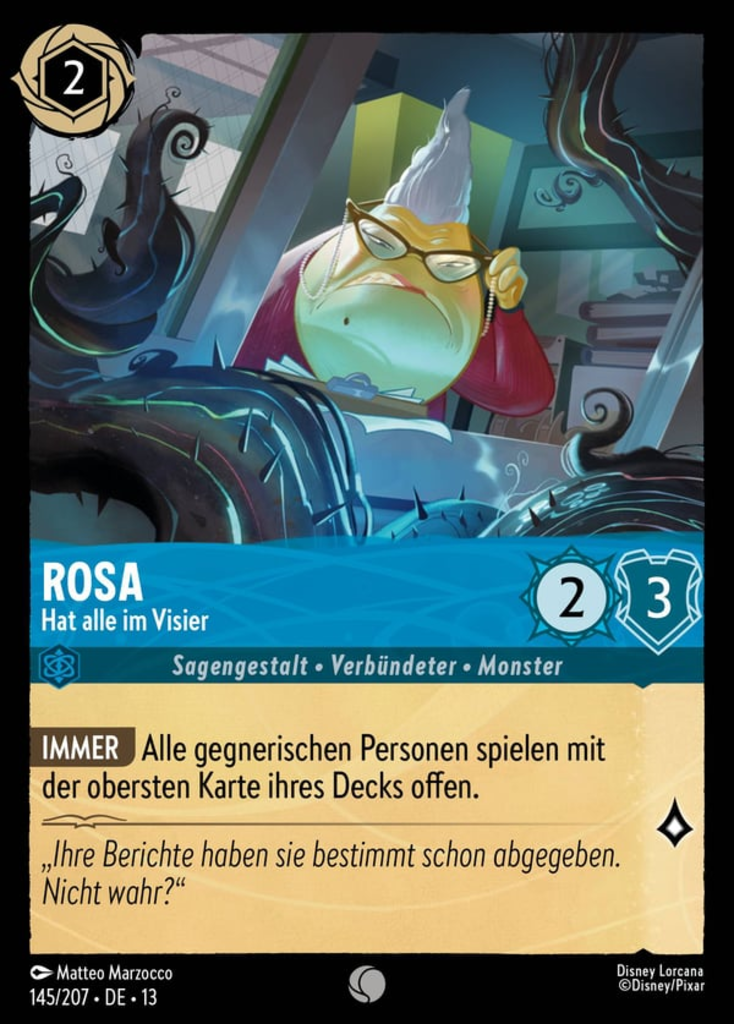 2
ROSA
Hat alle im Visier
2
3
Sagengestalt • Verbündeter • Monster
IMMER Alle gegnerischen Personen spielen mit
der obersten Karte ihres Decks offen.
„Ihre Berichte haben sie bestimmt schon abgegeben.
Nicht wahr?“
Matteo Marzocco
145/207 • DE • 13
Disney Lorcana
©Disney/Pixar